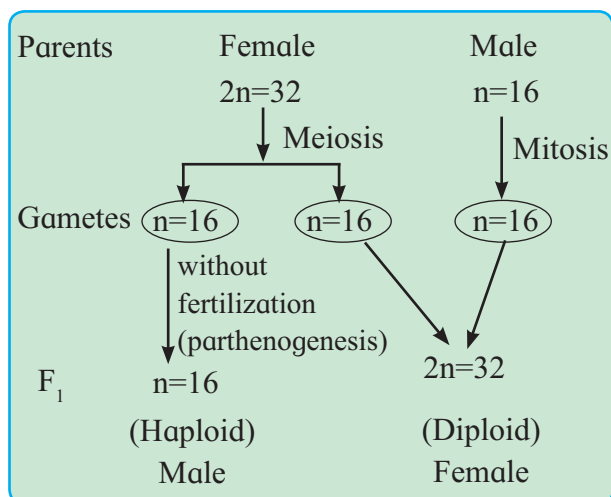 Parents Female Male
2n=32 n=16
Meiosis Mitosis
Gametes n=16 n=16 n=16
without
fertilization
(parthenogenesis)
F1 n=16 2n=32
(Haploid) (Diploid)
Male Female